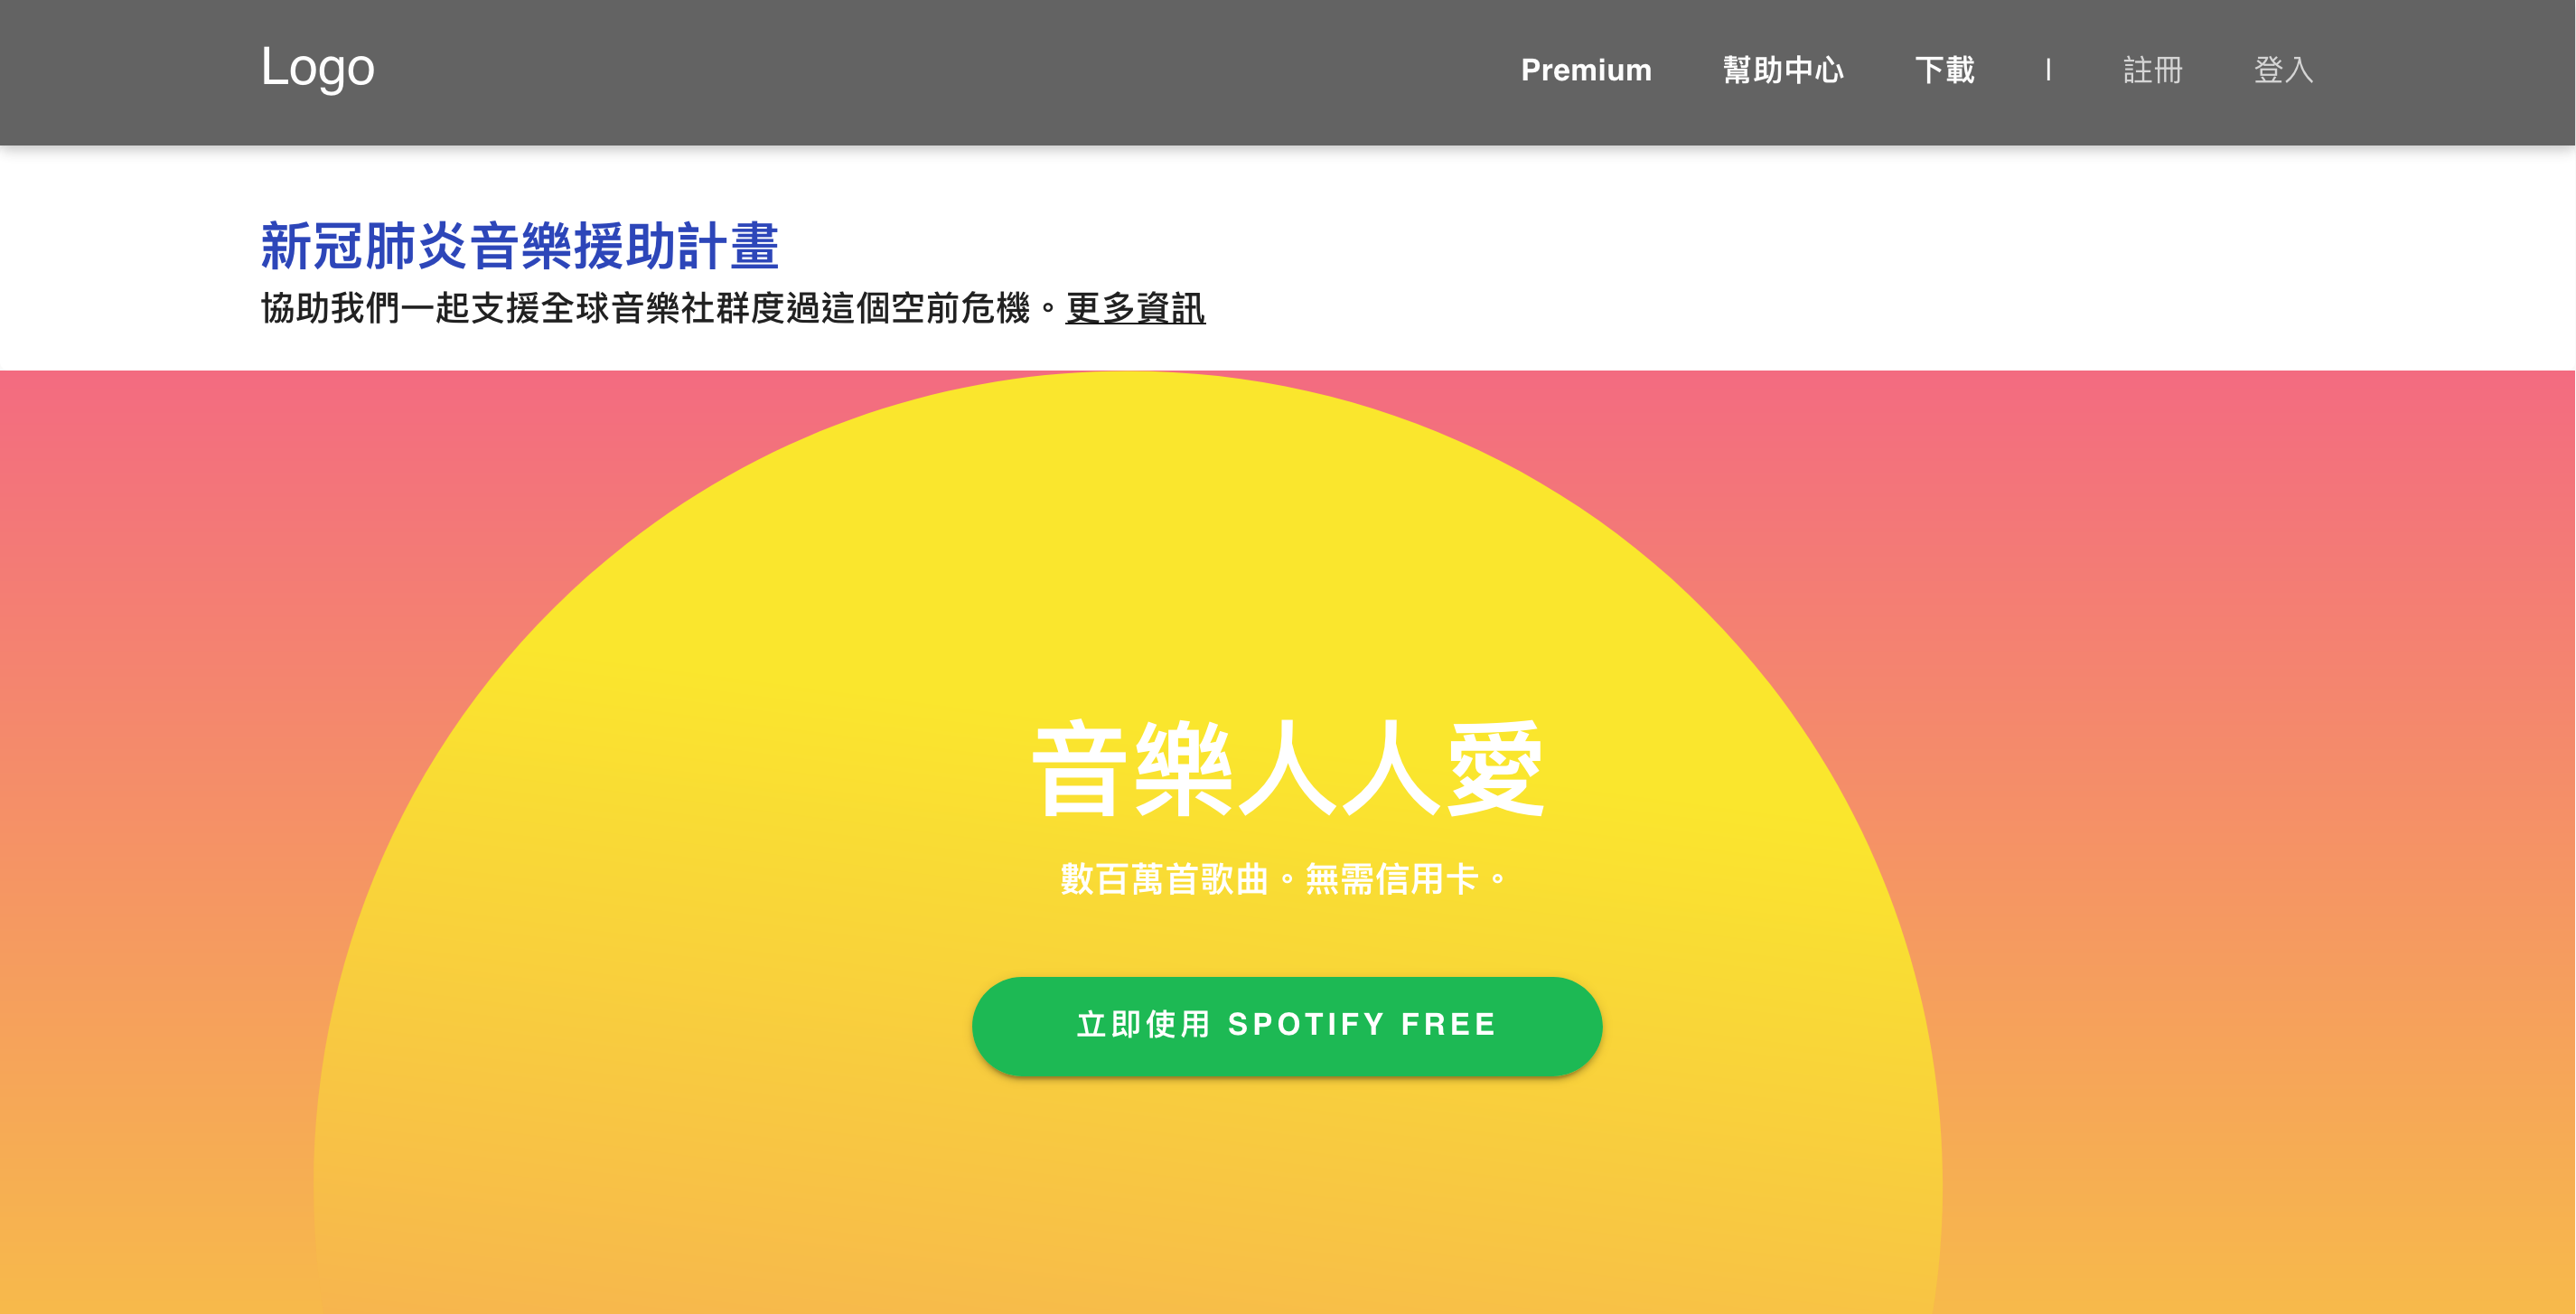 Logo Premium 幫助中心 下載 | 註冊 登入
新冠肺炎音樂援助計畫
協助我們一起支援全球音樂社群度過這個空前危機。更多資訊
音樂人人愛
數百萬首歌曲。無需信用卡。
立即使用 SPOTIFY FREE